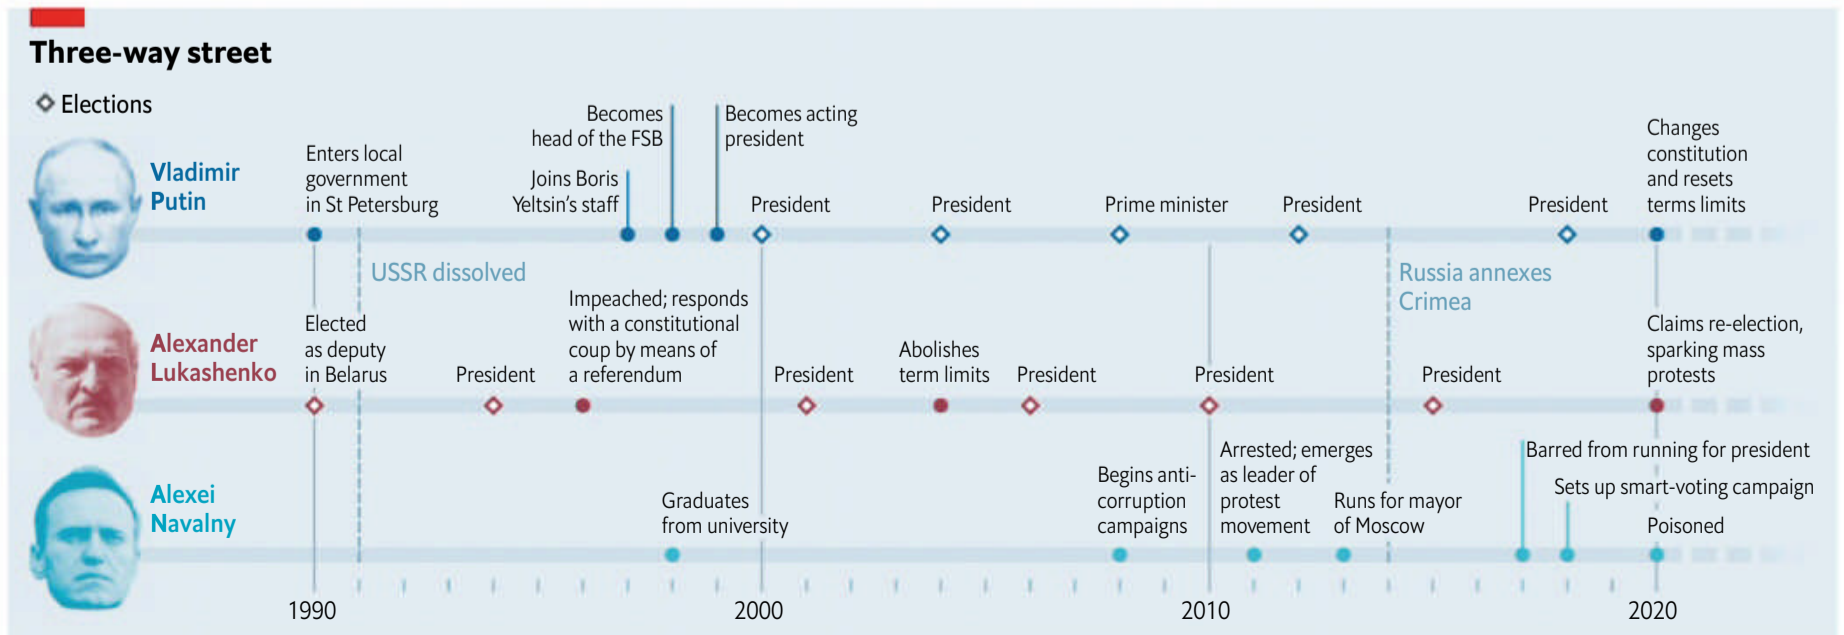 Three-way street
Elections
Vladimir
Putin
Enters local
government
in St Petersburg
Joins Boris
Yeltsin's staff
Becomes
head of the FSB
Becomes acting
president
President
President
Prime minister
President
President
Changes
constitution
and resets
terms limits
USSR dissolved
Russia annexes
Crimea
Alexander
Lukashenko
Elected
as deputy
in Belarus
President
Impeached; responds
with a constitutional
coup by means of
a referendum
President
Abolishes
term limits
President
President
President
Claims re-election,
sparking mass
protests
Alexei
Navalny
Graduates
from university
Begins anti-
corruption
campaigns
Arrested; emerges
as leader of
protest
movement
Runs for mayor
of Moscow
Barred from running for president
Sets up smart-voting campaign
Poisoned
1990
2000
2010
2020